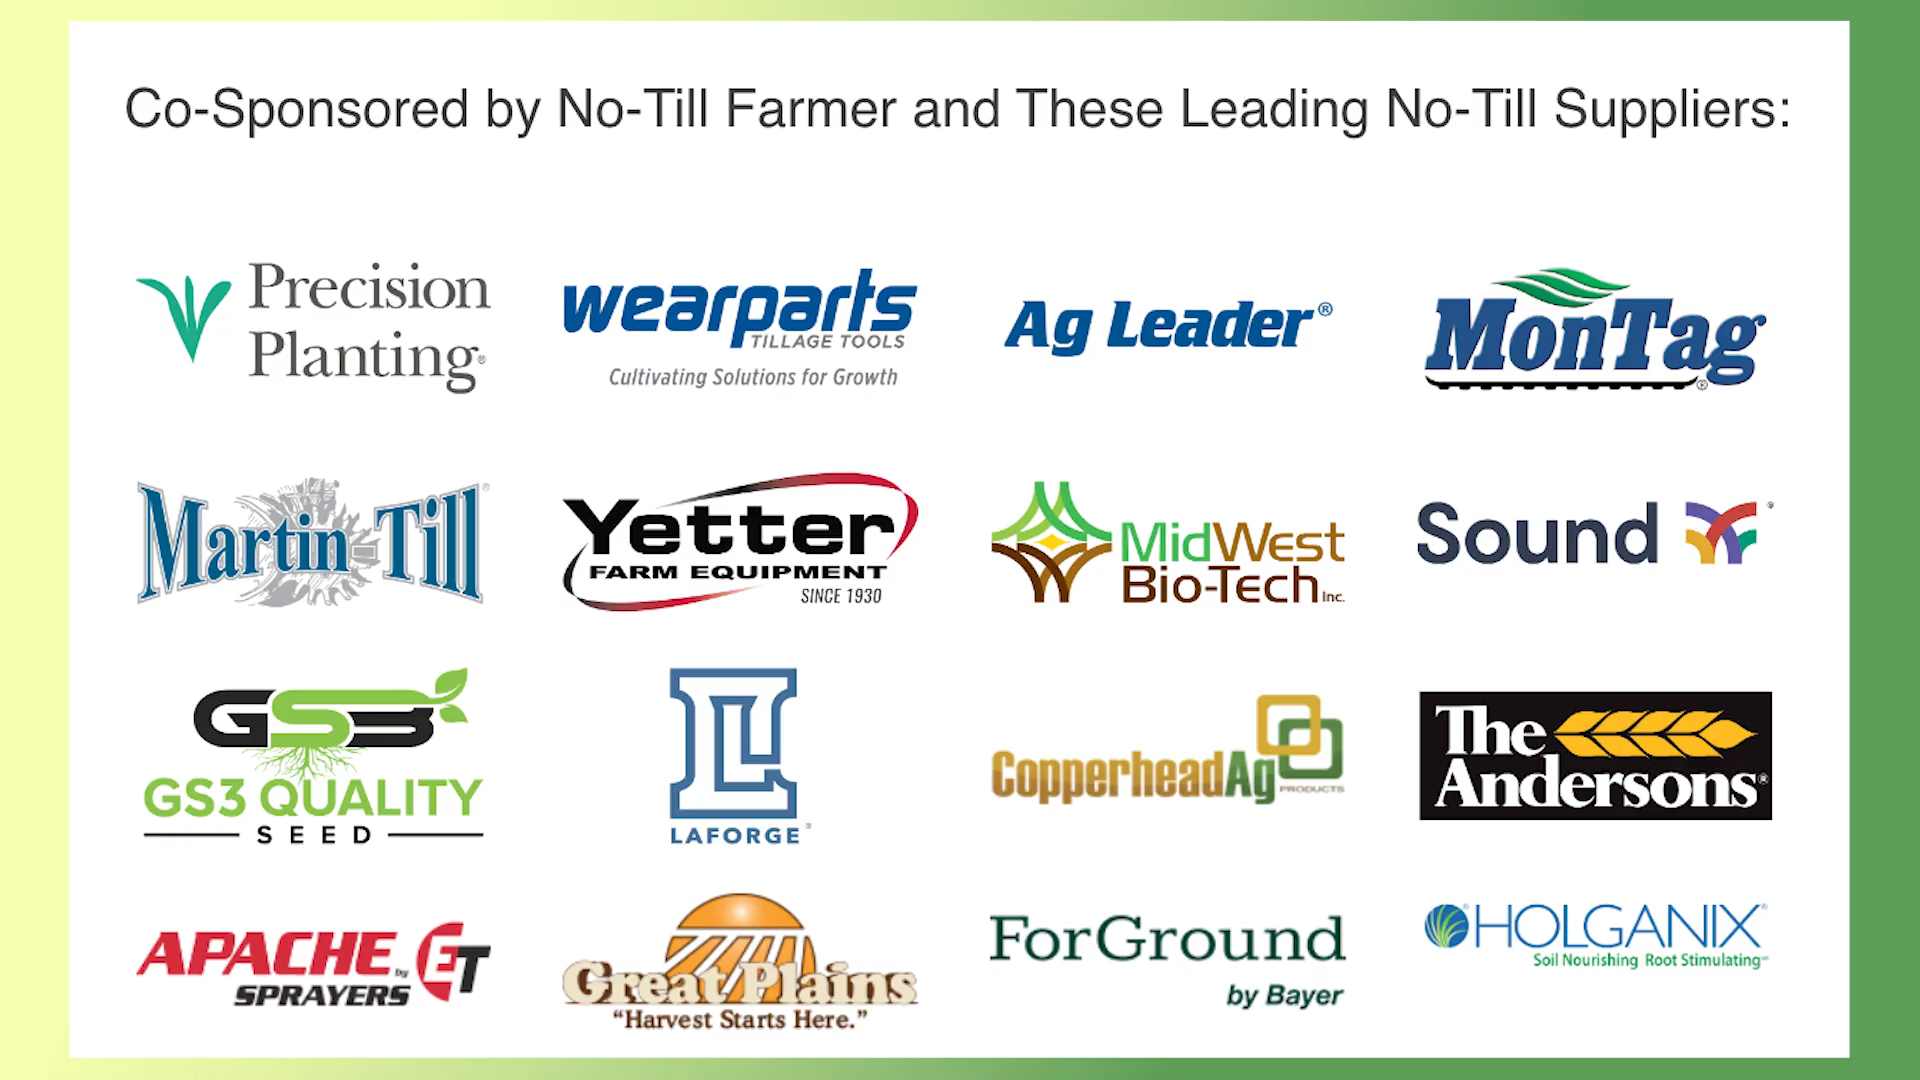 Co-Sponsored by No-Till Farmer and These Leading No-Till Suppliers:
Precision
Planting®
wearparts
TILLAGE TOOLS
Cultivating Solutions for Growth
Ag Leader®
MonTag®
Martin-Till®
Yetter
FARM EQUIPMENT
SINCE 1930
MidWest
Bio-Tech Inc.
Sound®
GS3
GS3 QUALITY
SEED
LAFORGE
CopperheadAg
PRODUCTS
The
Andersons®
APACHE
SPRAYERS
by ET
Great Plains
“Harvest Starts Here.”
ForGround
by Bayer
HOLGANIX®
Soil Nourishing Root Stimulating